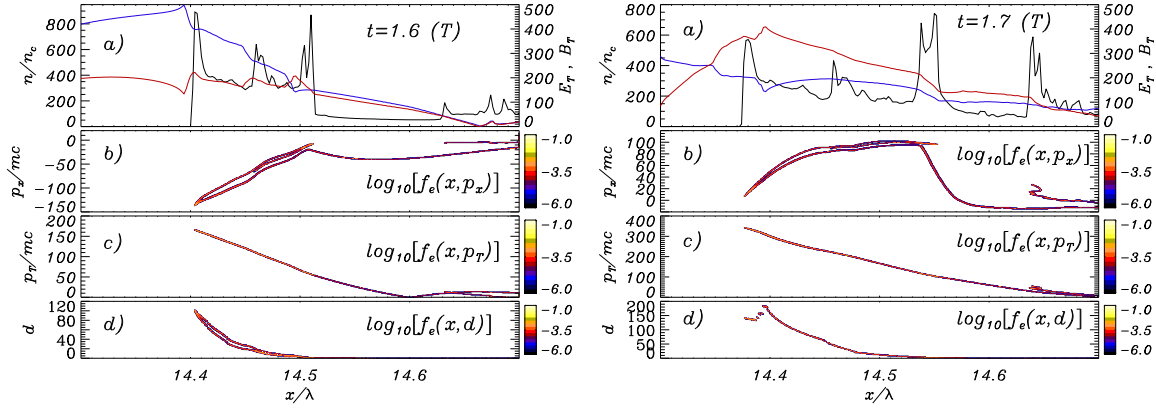 800
600
400
200
0
n/n_c
a)
t=1.6 (T)
500
400
300
200
100
0
E_T , B_T
0
−50
−100
−150
p_x/mc
b)
log_10[f_e(x,p_x)]
−1.0
−3.5
−6.0
200
150
100
50
0
p_T/mc
c)
log_10[f_e(x,p_T)]
−1.0
−3.5
−6.0
120
80
40
0
d
d)
log_10[f_e(x,d)]
−1.0
−3.5
−6.0
14.4
14.5
14.6
x/λ
800
600
400
200
0
n/n_c
a)
t=1.7 (T)
500
400
300
200
100
0
E_T , B_T
100
80
60
40
20
0
p_x/mc
b)
log_10[f_e(x,p_x)]
−1.0
−3.5
−6.0
400
300
200
100
0
p_T/mc
c)
log_10[f_e(x,p_T)]
−1.0
−3.5
−6.0
200
150
100
50
0
d
d)
log_10[f_e(x,d)]
−1.0
−3.5
−6.0
14.4
14.5
14.6
x/λ